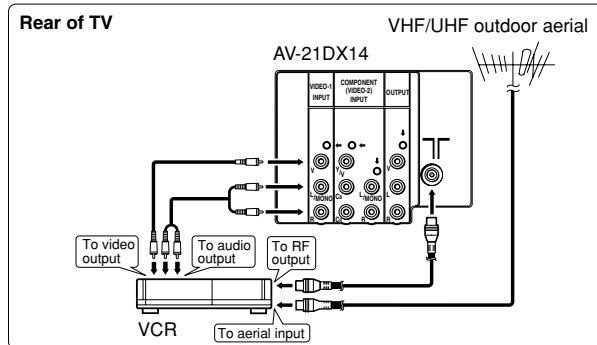 Rear of TV
VHF/UHF outdoor aerial
AV-21DX14
VIDEO-1
INPUT
COMPONENT
(VIDEO-2)
INPUT
OUTPUT
V
Y/V
V
L/MONO
CB
L/MONO
L
R
CR
R
R
To video
output
To audio
output
To RF
output
VCR
To aerial input